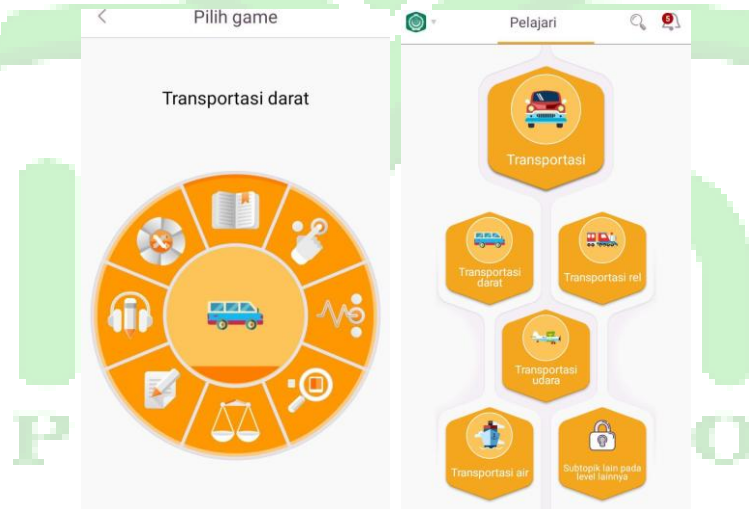 Pilih game
Transportasi darat
Pelajari
5
Transportasi
Transportasi
darat
Transportasi rel
Transportasi
udara
Transportasi air
Subtopik lain pada
level lainnya
P
O